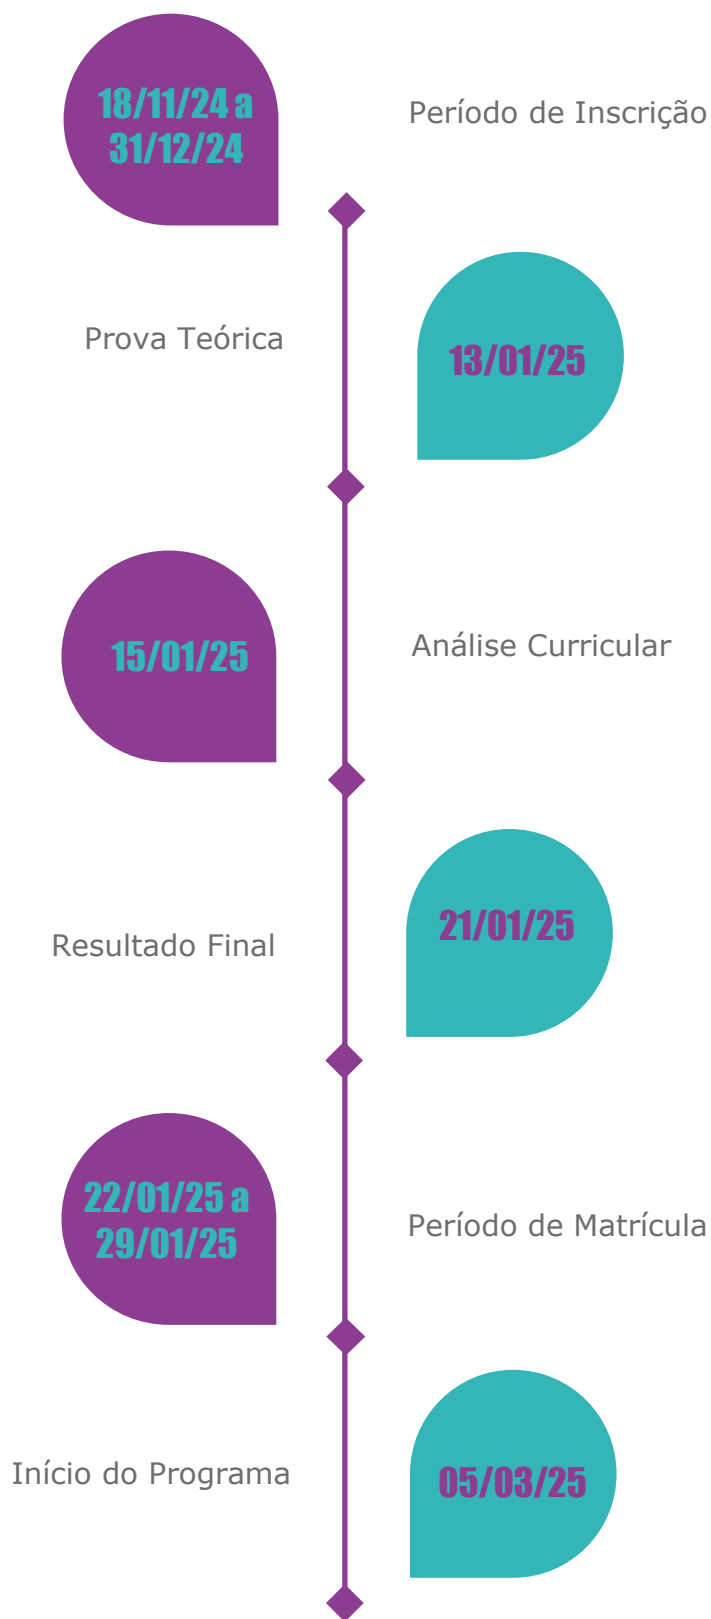 18/11/24 a
31/12/24
Período de Inscrição
Prova Teórica
13/01/25
15/01/25
Análise Curricular
Resultado Final
21/01/25
22/01/25 a
29/01/25
Período de Matrícula
Início do Programa
05/03/25